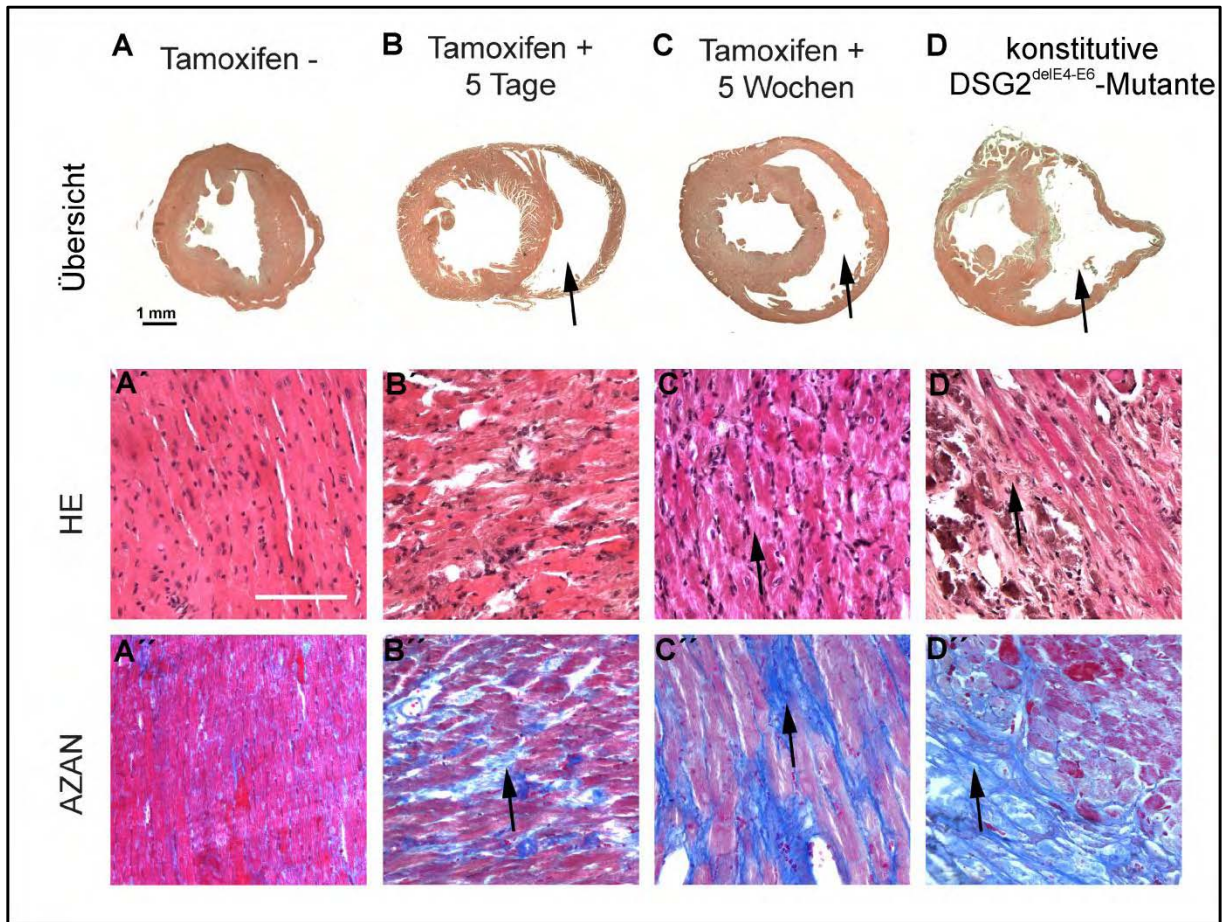 A
Tamoxifen -
B
Tamoxifen +
5 Tage
C
Tamoxifen +
5 Wochen
D
konstitutive
DSG2delE4-E6-Mutante
Übersicht
1 mm
HE
A´
B´
C´
D´
AZAN
A´´
B´´
C´´
D´´